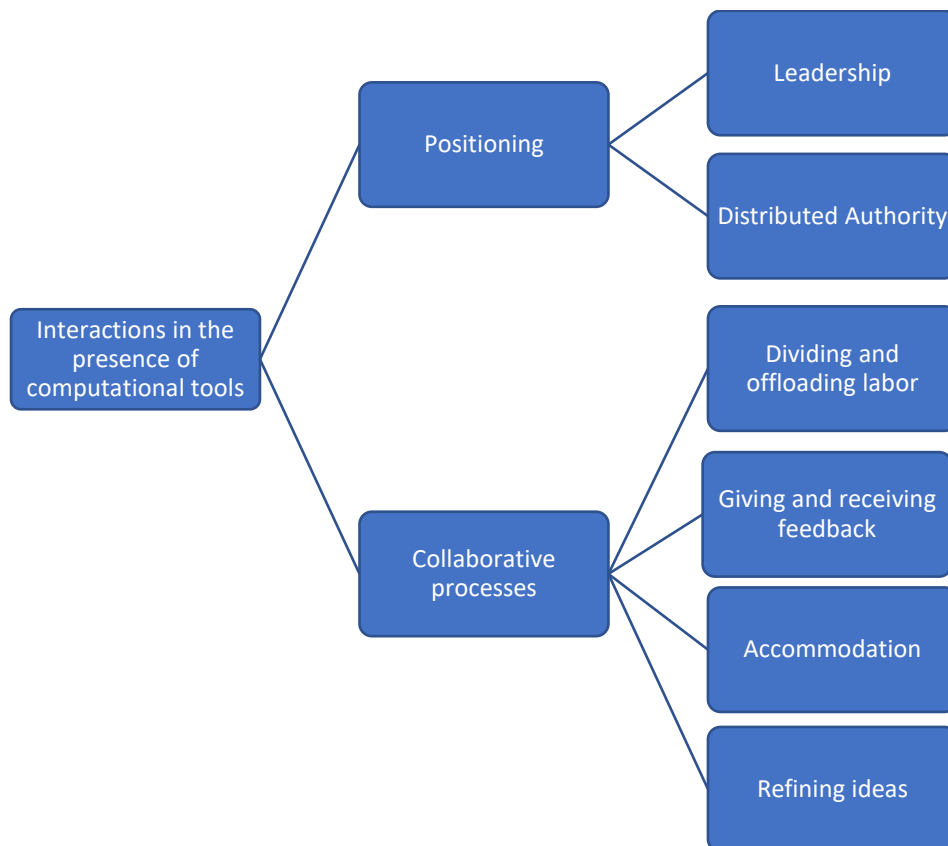 Leadership
Positioning
Distributed Authority
Interactions in the
presence of
computational tools
Dividing and
offloading labor
Giving and receiving
feedback
Collaborative
processes
Accommodation
Refining ideas